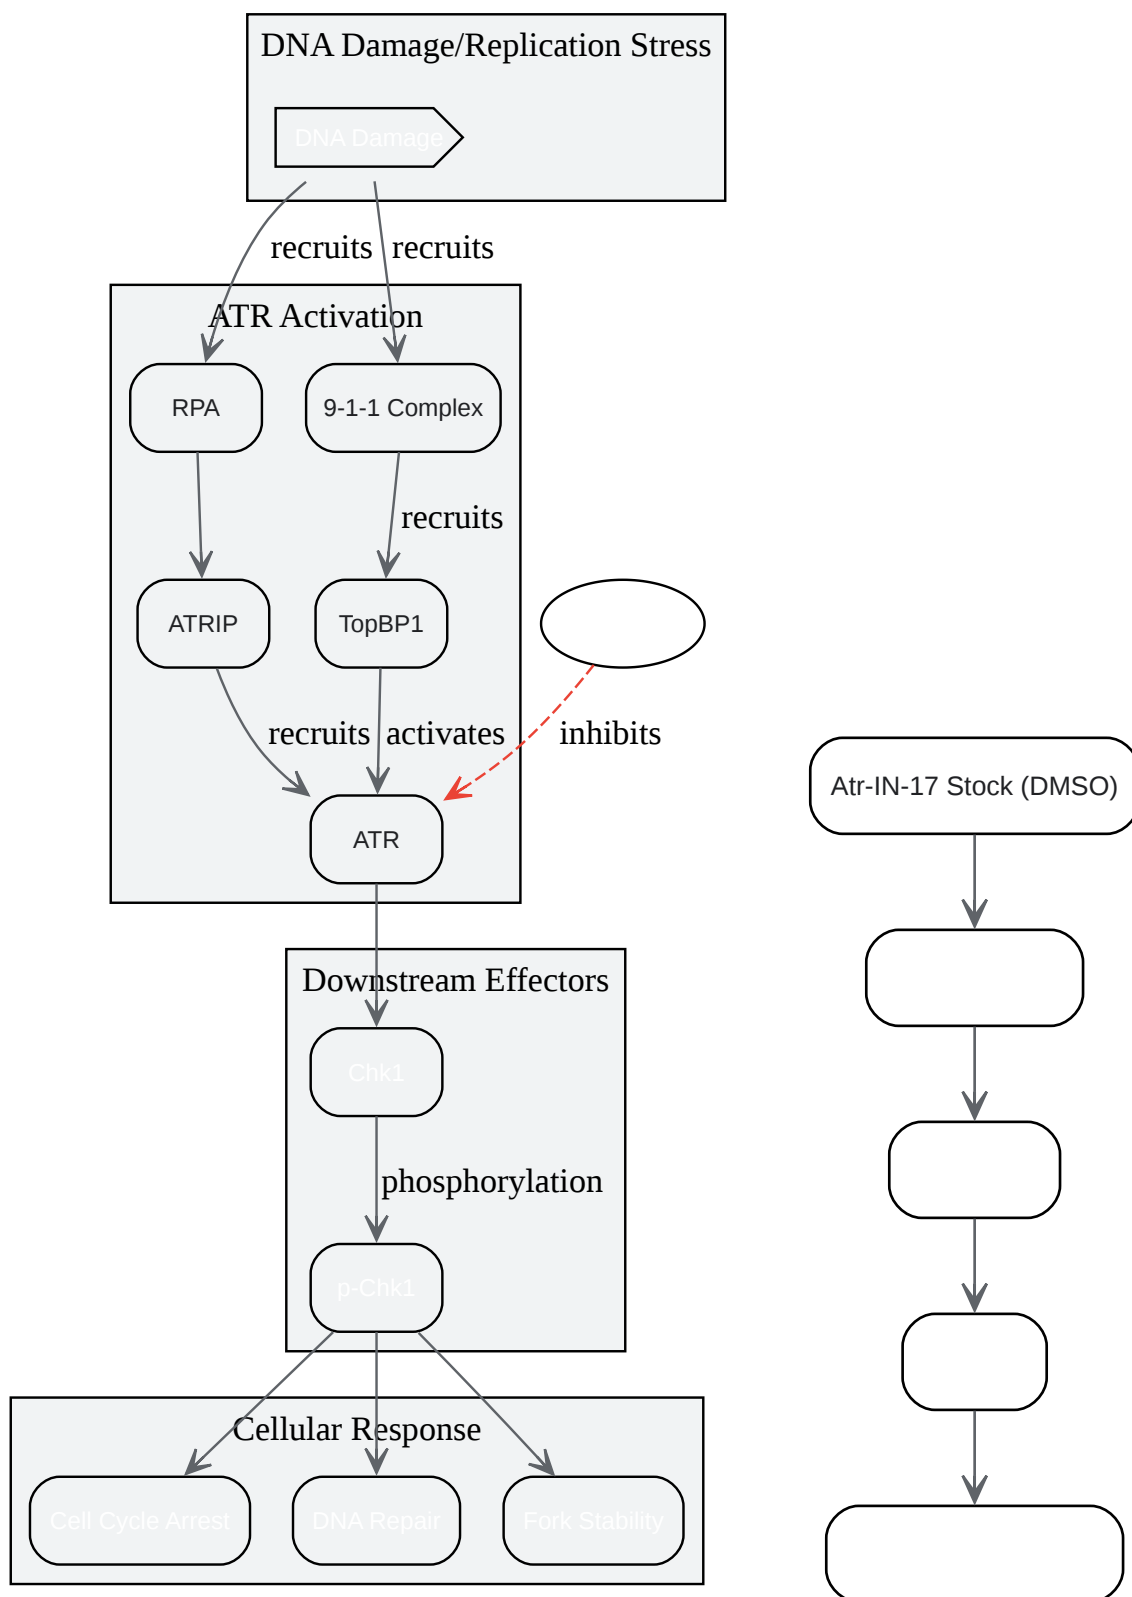 DNA Damage/Replication Stress
DNA Damage
recruits
recruits
ATR Activation
RPA
9-1-1 Complex
recruits
ATRIP
TopBP1
recruits
activates
inhibits
Atr-IN-17 Stock (DMSO)
ATR
Downstream Effectors
Chk1
phosphorylation
p-Chk1
Cellular Response
Cell Cycle Arrest
DNA Repair
Fork Stability